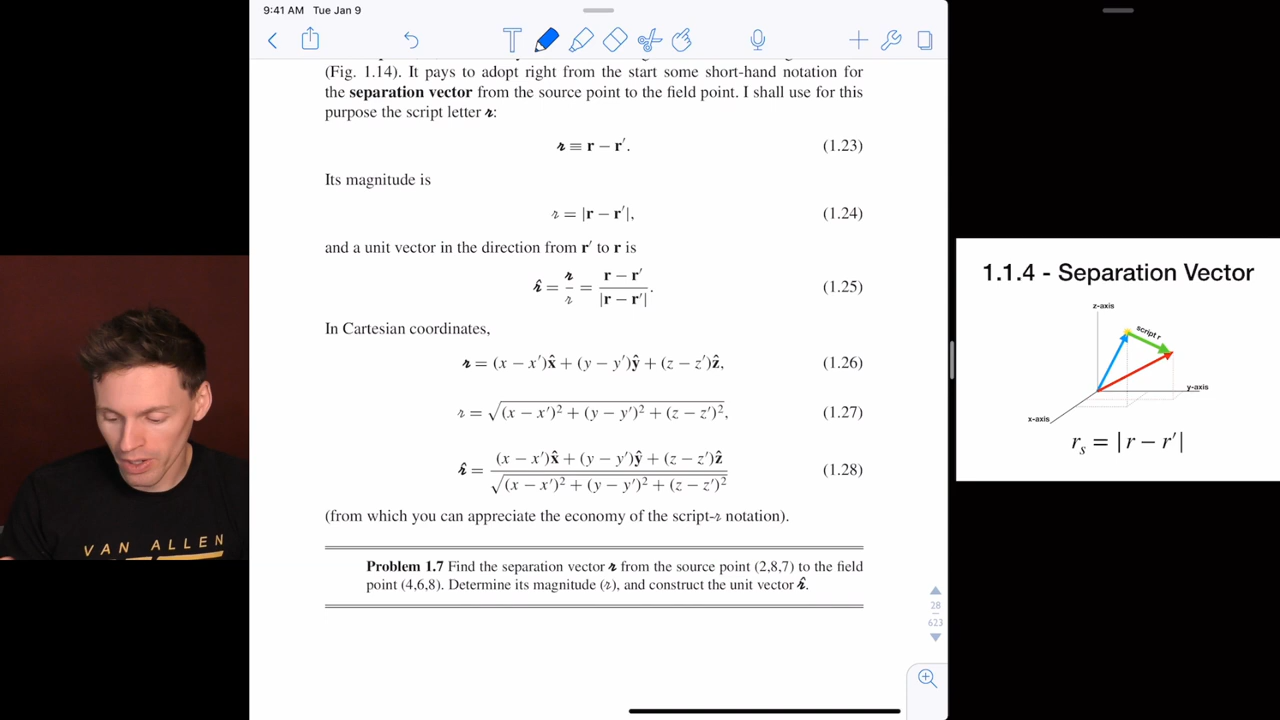 9:41 AM Tue Jan 9
(Fig. 1.14). It pays to adopt right from the start some short-hand notation for
the separation vector from the source point to the field point. I shall use for this
purpose the script letter 𝓇:
𝓇 ≡ r − r′. (1.23)
Its magnitude is
𝓇 = |r − r′|, (1.24)
and a unit vector in the direction from r′ to r is
𝓇̂ = 𝓇/𝓇 = (r − r′)/|r − r′|. (1.25)
In Cartesian coordinates,
𝓇 = (x − x′)x̂ + (y − y′)ŷ + (z − z′)ẑ, (1.26)
𝓇 = √((x − x′)² + (y − y′)² + (z − z′)²), (1.27)
𝓇̂ = ((x − x′)x̂ + (y − y′)ŷ + (z − z′)ẑ)/√((x − x′)² + (y − y′)² + (z − z′)²) (1.28)
(from which you can appreciate the economy of the script-𝓇 notation).
Problem 1.7 Find the separation vector 𝓇 from the source point (2,8,7) to the field
point (4,6,8). Determine its magnitude (𝓇), and construct the unit vector 𝓇̂.
28
623
VAN ALLEN
1.1.4 - Separation Vector
z-axis
script r
y-axis
x-axis
rₛ = | r − r′ |